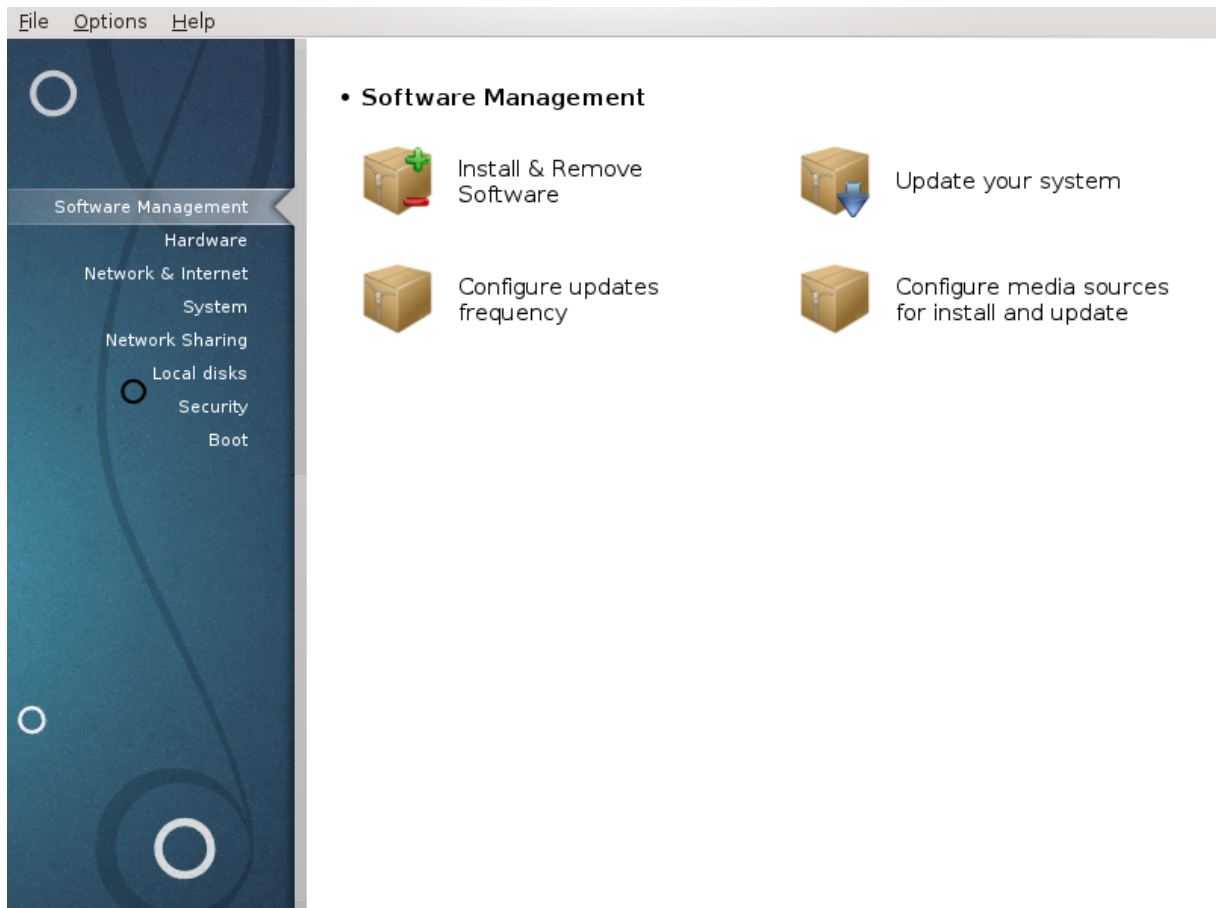 File Options Help
Software Management
Hardware
Network & Internet
System
Network Sharing
Local disks
Security
Boot
• Software Management
Install & Remove
Software
Update your system
Configure updates
frequency
Configure media sources
for install and update